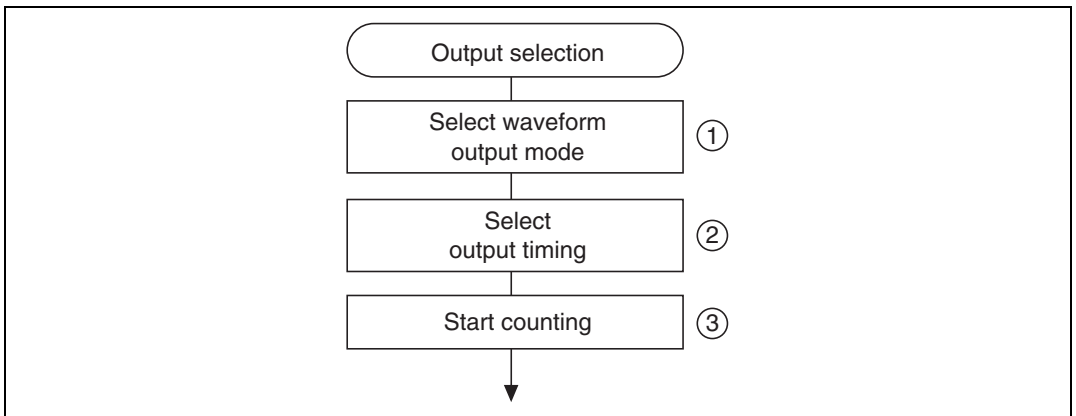 Output selection
Select waveform
output mode
①
Select
output timing
②
Start counting
③